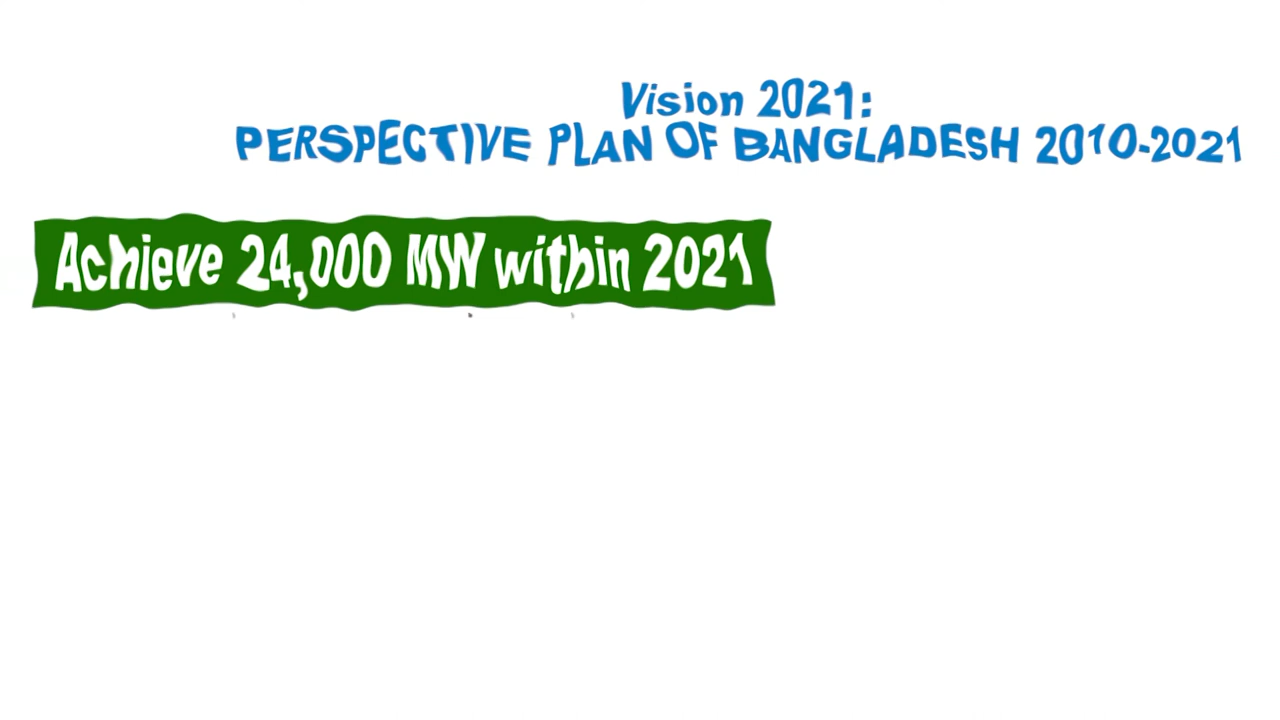 Vision 2021:
PERSPECTIVE PLAN OF BANGLADESH 2010-2021
Achieve 24,000 MW within 2021